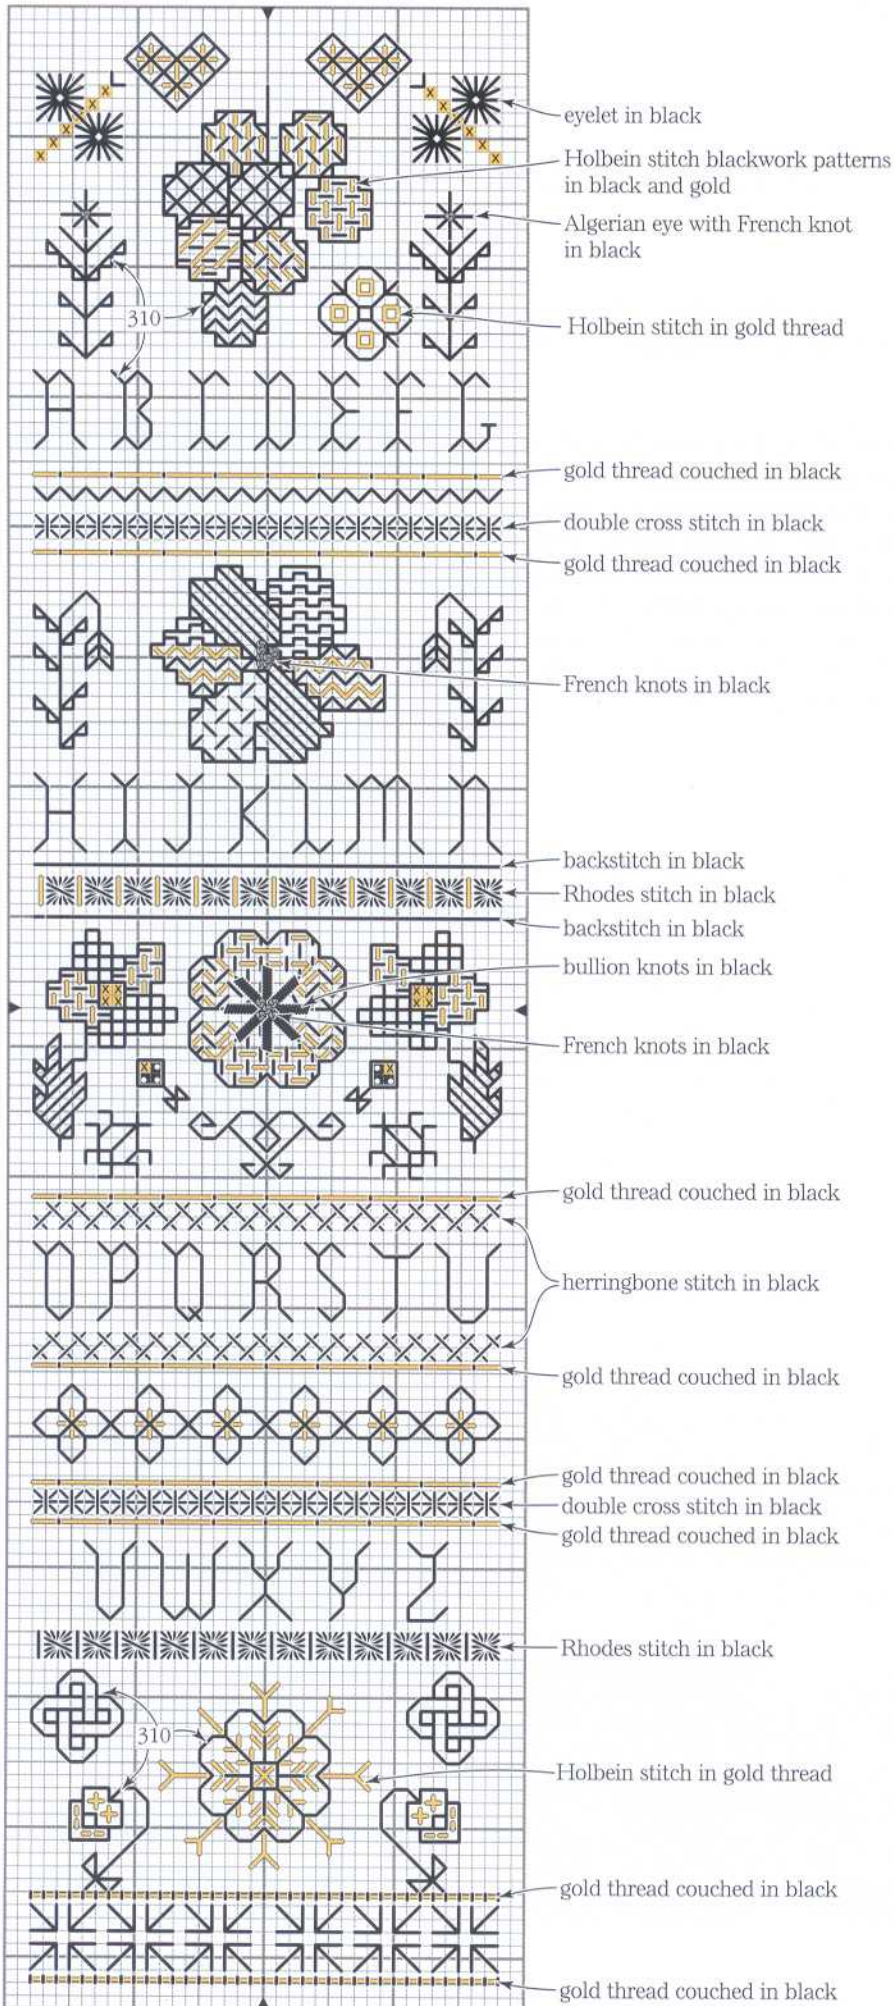 eyelet in black
Holbein stitch blackwork patterns
in black and gold
Algerian eye with French knot
in black
310
Holbein stitch in gold thread
A B C D E F G
gold thread couched in black
double cross stitch in black
gold thread couched in black
French knots in black
H I J K L M N
backstitch in black
Rhodes stitch in black
backstitch in black
bullion knots in black
French knots in black
gold thread couched in black
O P Q R S T U
herringbone stitch in black
gold thread couched in black
gold thread couched in black
double cross stitch in black
gold thread couched in black
V W X Y Z
Rhodes stitch in black
310
Holbein stitch in gold thread
gold thread couched in black
gold thread couched in black